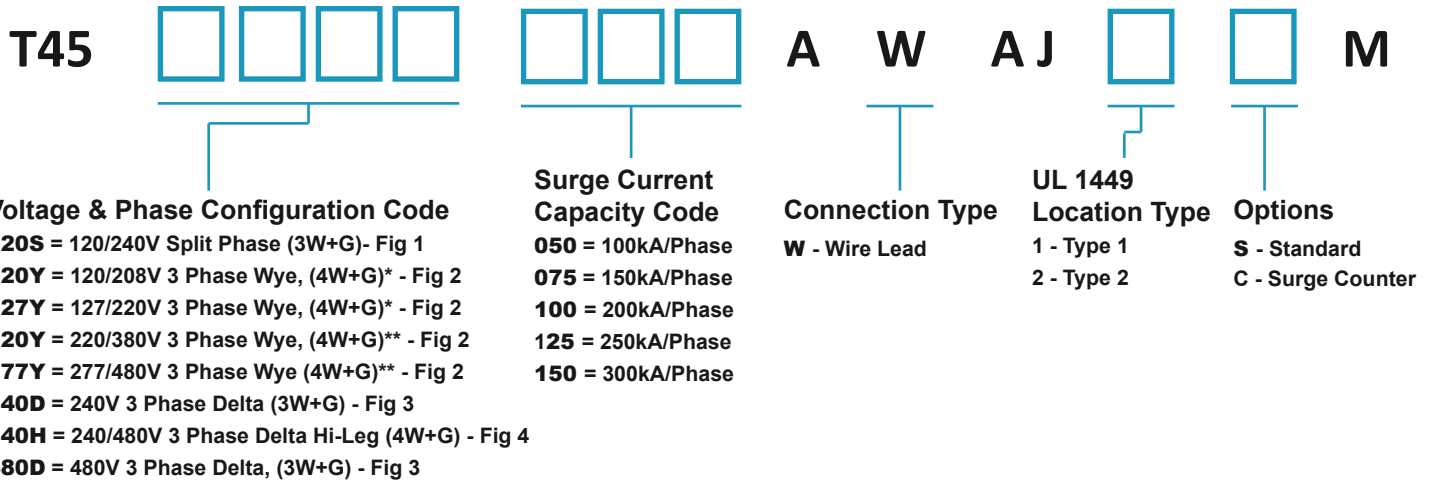 T45 A W A J M
Voltage & Phase Configuration Code
20S = 120/240V Split Phase (3W+G)- Fig 1
20Y = 120/208V 3 Phase Wye, (4W+G)* - Fig 2
27Y = 127/220V 3 Phase Wye, (4W+G)* - Fig 2
20Y = 220/380V 3 Phase Wye, (4W+G)** - Fig 2
77Y = 277/480V 3 Phase Wye (4W+G)** - Fig 2
40D = 240V 3 Phase Delta (3W+G) - Fig 3
40H = 240/480V 3 Phase Delta Hi-Leg (4W+G) - Fig 4
80D = 480V 3 Phase Delta, (3W+G) - Fig 3
Surge Current
Capacity Code
050 = 100kA/Phase
075 = 150kA/Phase
100 = 200kA/Phase
125 = 250kA/Phase
150 = 300kA/Phase
Connection Type
W - Wire Lead
UL 1449
Location Type
1 - Type 1
2 - Type 2
Options
S - Standard
C - Surge Counter